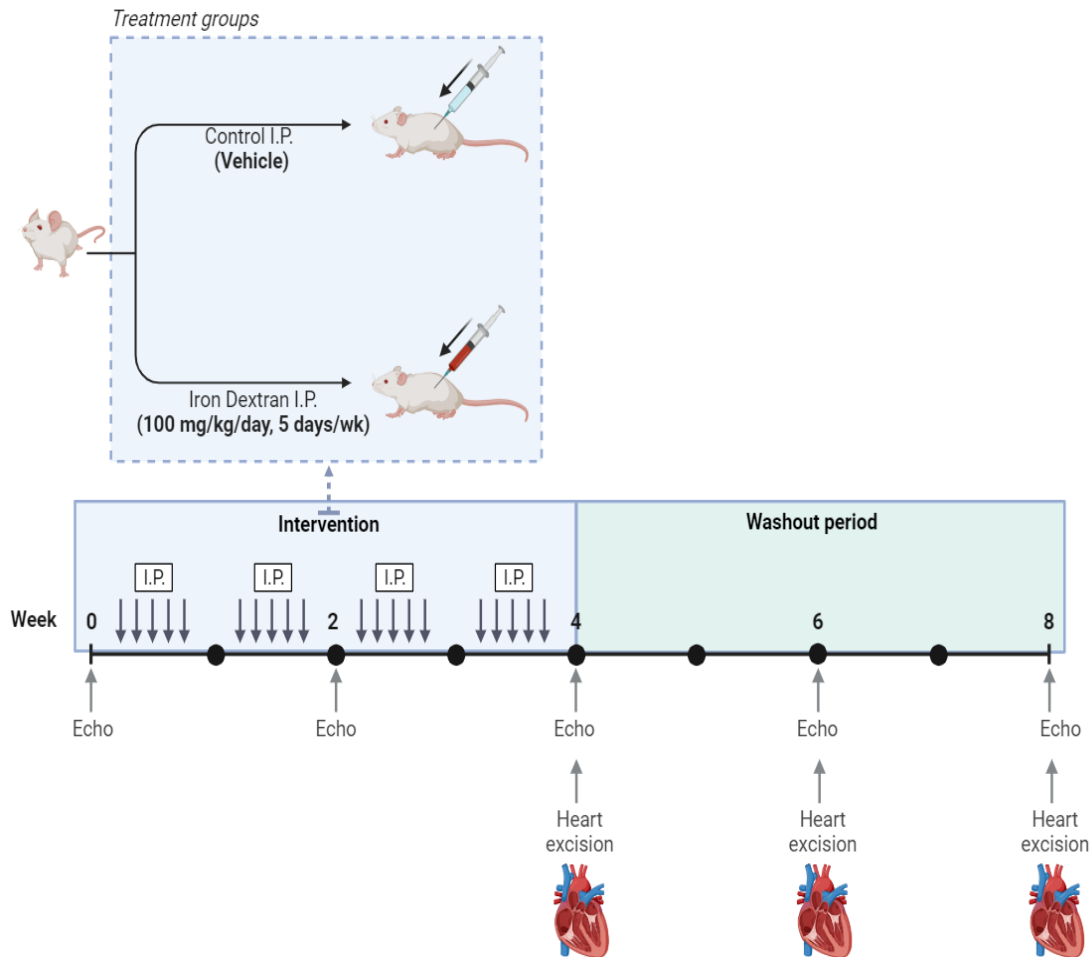 Treatment groups
Control I.P.
(Vehicle)
Iron Dextran I.P.
(100 mg/kg/day, 5 days/wk)
Intervention
Washout period
I.P.
I.P.
I.P.
I.P.
Week
0
2
4
6
8
Echo
Echo
Echo
Echo
Echo
Heart
excision
Heart
excision
Heart
excision